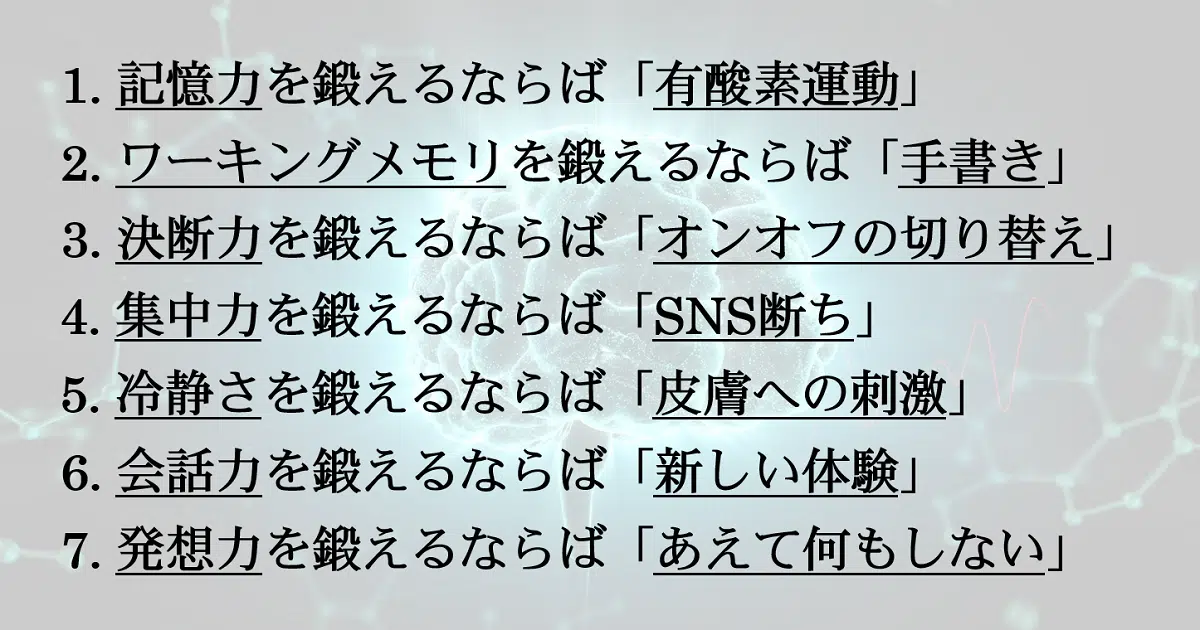 1. 記憶力を鍛えるならば「有酸素運動」
2. ワーキングメモリを鍛えるならば「手書き」
3. 決断力を鍛えるならば「オンオフの切り替え」
4. 集中力を鍛えるならば「SNS断ち」
5. 冷静さを鍛えるならば「皮膚への刺激」
6. 会話力を鍛えるならば「新しい体験」
7. 発想力を鍛えるならば「あえて何もしない」